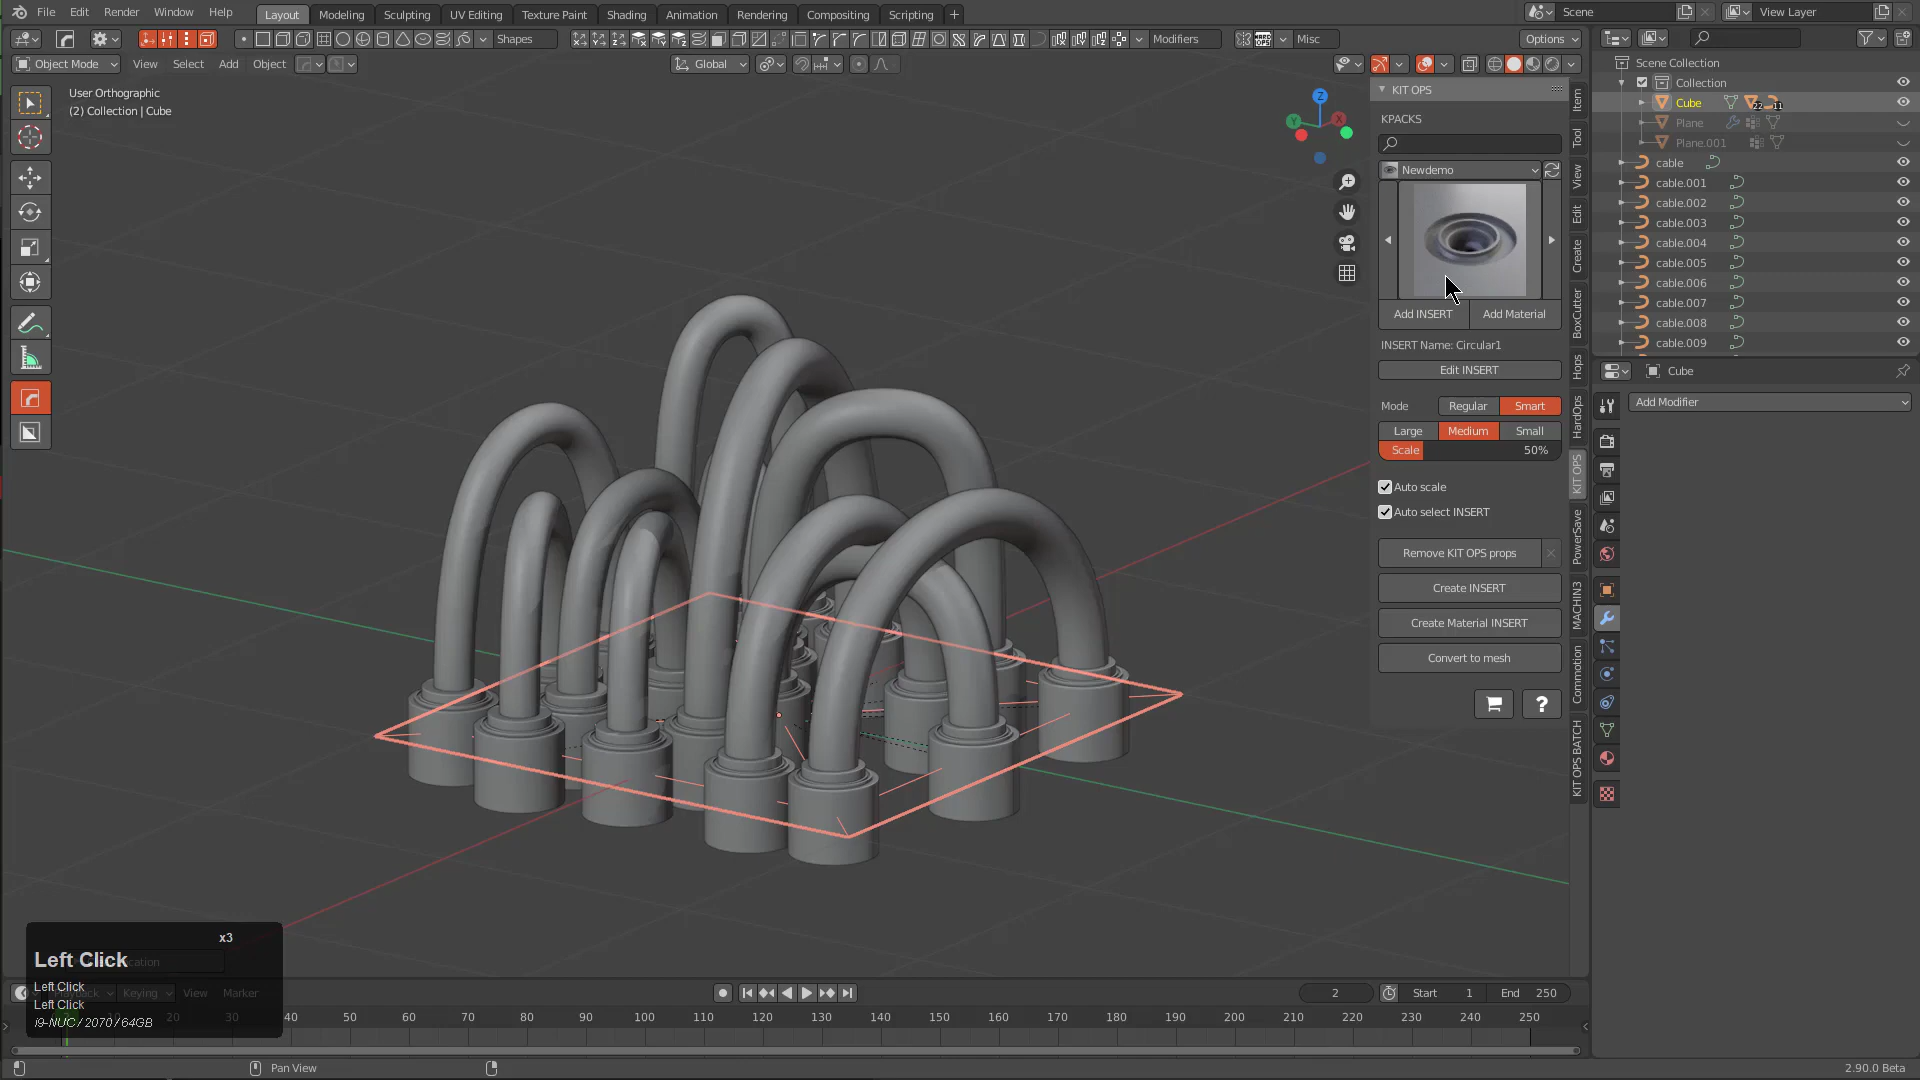 File Edit Render Window Help Layout Modeling Sculpting UV Editing Texture Paint Shading Animation Rendering Compositing Scripting + Scene View Layer
Shapes Modifiers Misc Options
Object Mode View Select Add Object Global
User Orthographic
(2) Collection | Cube
Z
Y
X
KIT OPS
KPACKS
Newdemo
Add INSERT Add Material
INSERT Name: Circular1
Edit INSERT
Mode Regular Smart
Large Medium Small
Scale 50%
Auto scale
Auto select INSERT
Remove KIT OPS props
Create INSERT
Create Material INSERT
Convert to mesh
?
Item
Tool
View
Edit
Create
BoxCutter
Hops
HardOps
KIT OPS
PowerSave
MACHIN3
Commotion
KIT OPS BATCH
Scene Collection
Collection
Cube 22 11
Plane
Plane.001
cable
cable.001
cable.002
cable.003
cable.004
cable.005
cable.006
cable.007
cable.008
cable.009
Cube
Add Modifier
x3
Left Click
Left Click
Left Click
i9-NUC / 2070 / 64GB
Playback Keying View Marker
2 Start 1 End 250
10 20 30 40 50 60 70 80 90 100 110 120 130 140 150 160 170 180 190 200 210 220 230 240 250
Pan View
2.90.0 Beta